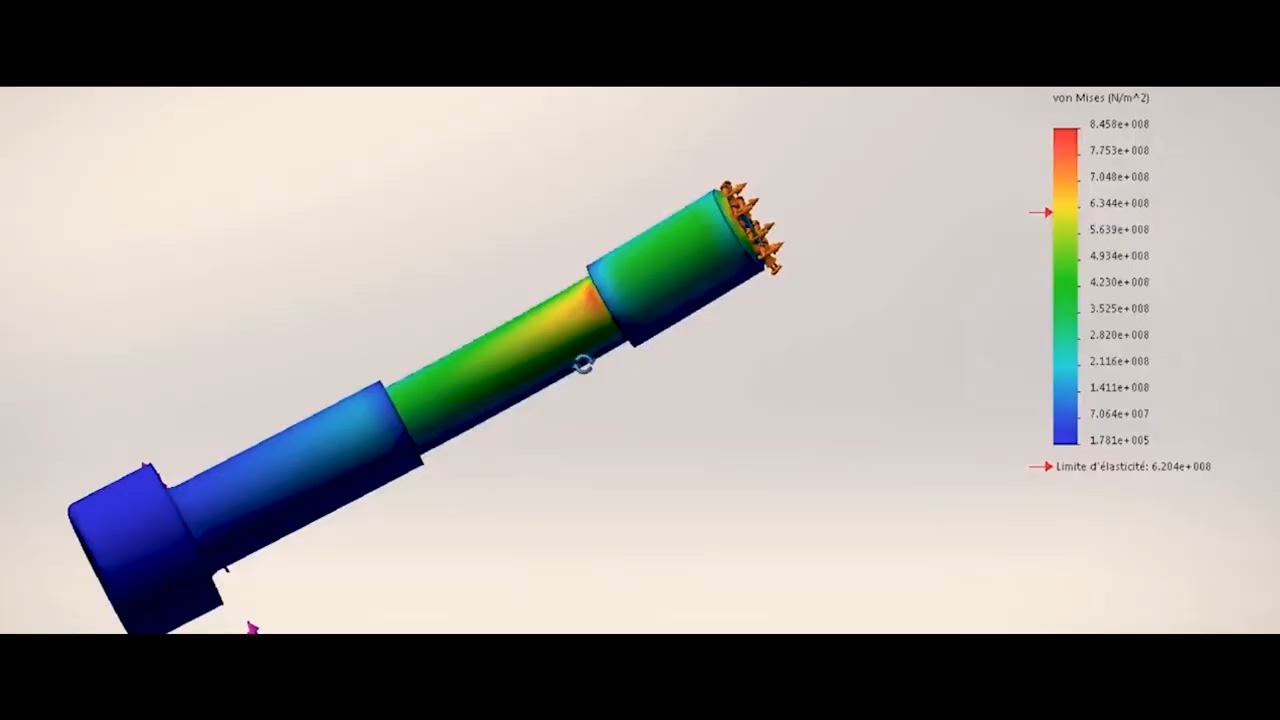 von Mises (N/m^2)
8.458e+008
7.753e+008
7.048e+008
6.344e+008
5.639e+008
4.934e+008
4.230e+008
3.525e+008
2.820e+008
2.116e+008
1.411e+008
7.064e+007
1.781e+005
Limite d'élasticité: 6.204e+008